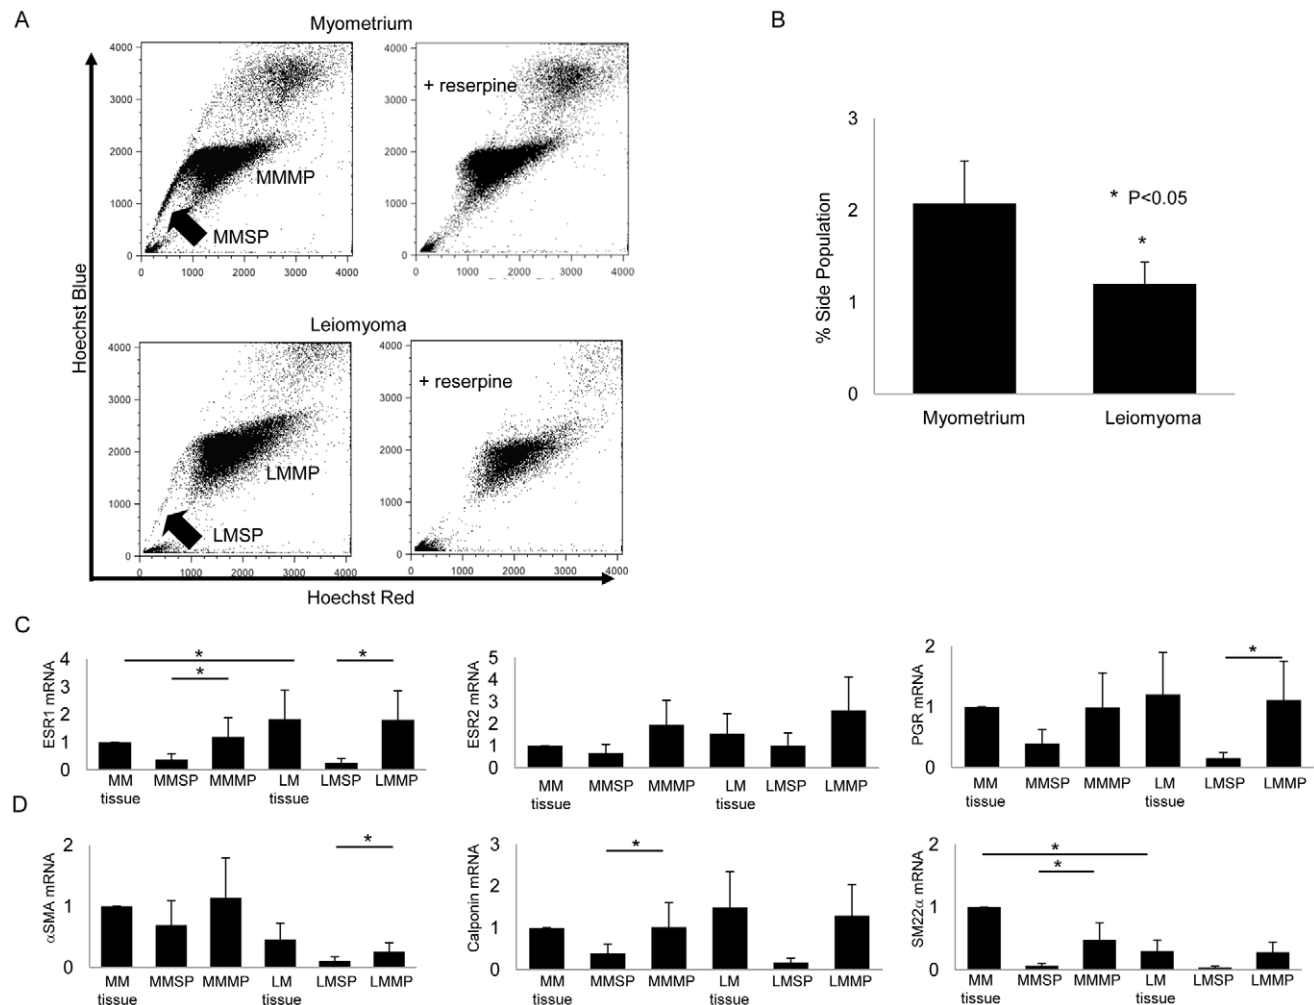 A
Myometrium
4000
3000
2000
1000
0
0 1000 2000 3000 4000
MMMP
MMSP
+ reserpine
4000
3000
2000
1000
0
0 1000 2000 3000 4000
Hoechst Blue
Leiomyoma
4000
3000
2000
1000
0
0 1000 2000 3000 4000
LMMP
LMSP
+ reserpine
4000
3000
2000
1000
0
0 1000 2000 3000 4000
Hoechst Red
B
% Side Population
3
2
1
0
* P<0.05
*
Myometrium Leiomyoma
C
ESR1 mRNA
4
3
2
1
0
* * *
MM tissue MMSP MMMP LM tissue LMSP LMMP
ESR2 mRNA
5
4
3
2
1
0
MM tissue MMSP MMMP LM tissue LMSP LMMP
PGR mRNA
2
1
0
*
MM tissue MMSP MMMP LM tissue LMSP LMMP
D
αSMA mRNA
2
1
0
*
MM tissue MMSP MMMP LM tissue LMSP LMMP
Calponin mRNA
3
2
1
0
*
MM tissue MMSP MMMP LM tissue LMSP LMMP
SM22α mRNA
2
1
0
* *
MM tissue MMSP MMMP LM tissue LMSP LMMP